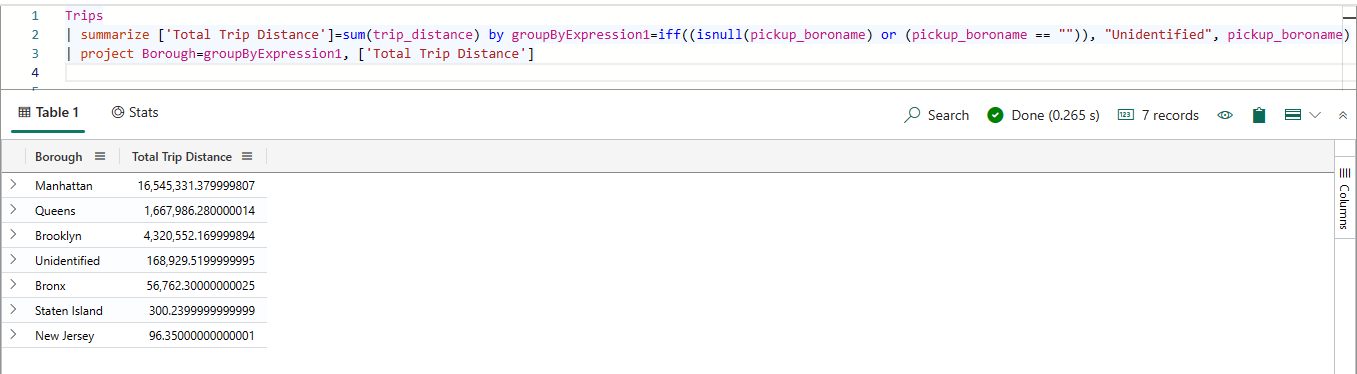 1 Trips
2 | summarize ['Total Trip Distance']=sum(trip_distance) by groupByExpression1=iff((isnull(pickup_boroname) or (pickup_boroname == "")), "Unidentified", pickup_boroname)
3 | project Borough=groupByExpression1, ['Total Trip Distance']
4
Table 1 Stats Search Done (0.265 s) 123 7 records
Borough Total Trip Distance
Manhattan 16,545,331.379999807
Queens 1,667,986.280000014
Brooklyn 4,320,552.169999894
Unidentified 168,929.5199999995
Bronx 56,762.30000000025
Staten Island 300.2399999999999
New Jersey 96.35000000000001
Columns